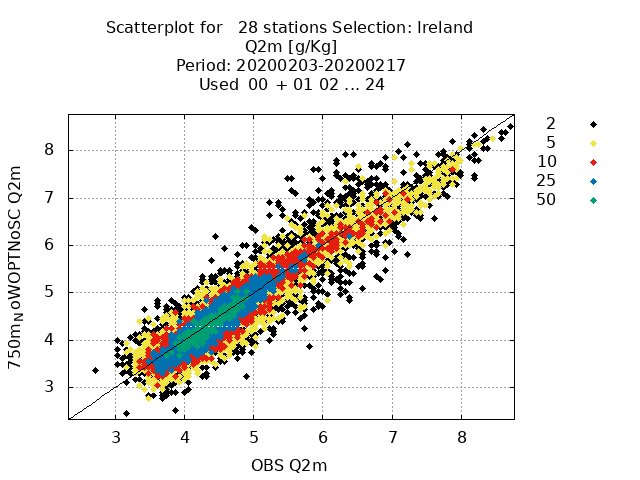 Scatterplot for 28 stations Selection: Ireland
Q2m [g/Kg]
Period: 20200203-20200217
Used 00 + 01 02 ... 24
2
5
10
25
50
8
7
6
5
4
3
750mNoWOPTNoSC Q2m
3 4 5 6 7 8
OBS Q2m